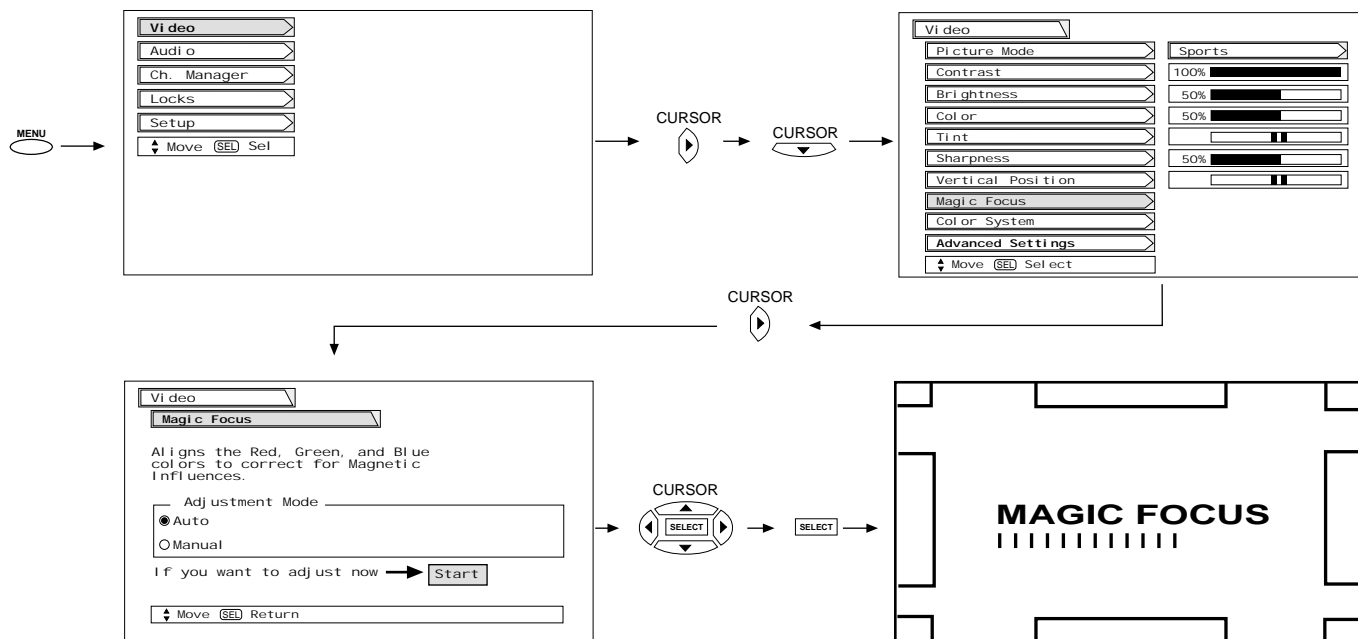 MENU
Video
Audio
Ch. Manager
Locks
Setup
Move SEL Sel
CURSOR
CURSOR
Video
Picture Mode
Sports
Contrast
100%
Brightness
50%
Color
50%
Tint
Sharpness
50%
Vertical Position
Magic Focus
Color System
Advanced Settings
Move SEL Select
CURSOR
Video
Magic Focus
Aligns the Red, Green, and Blue
colors to correct for Magnetic
Influences.
Adjustment Mode
Auto
Manual
If you want to adjust now
Start
Move SEL Return
CURSOR
SELECT
SELECT
MAGIC FOCUS